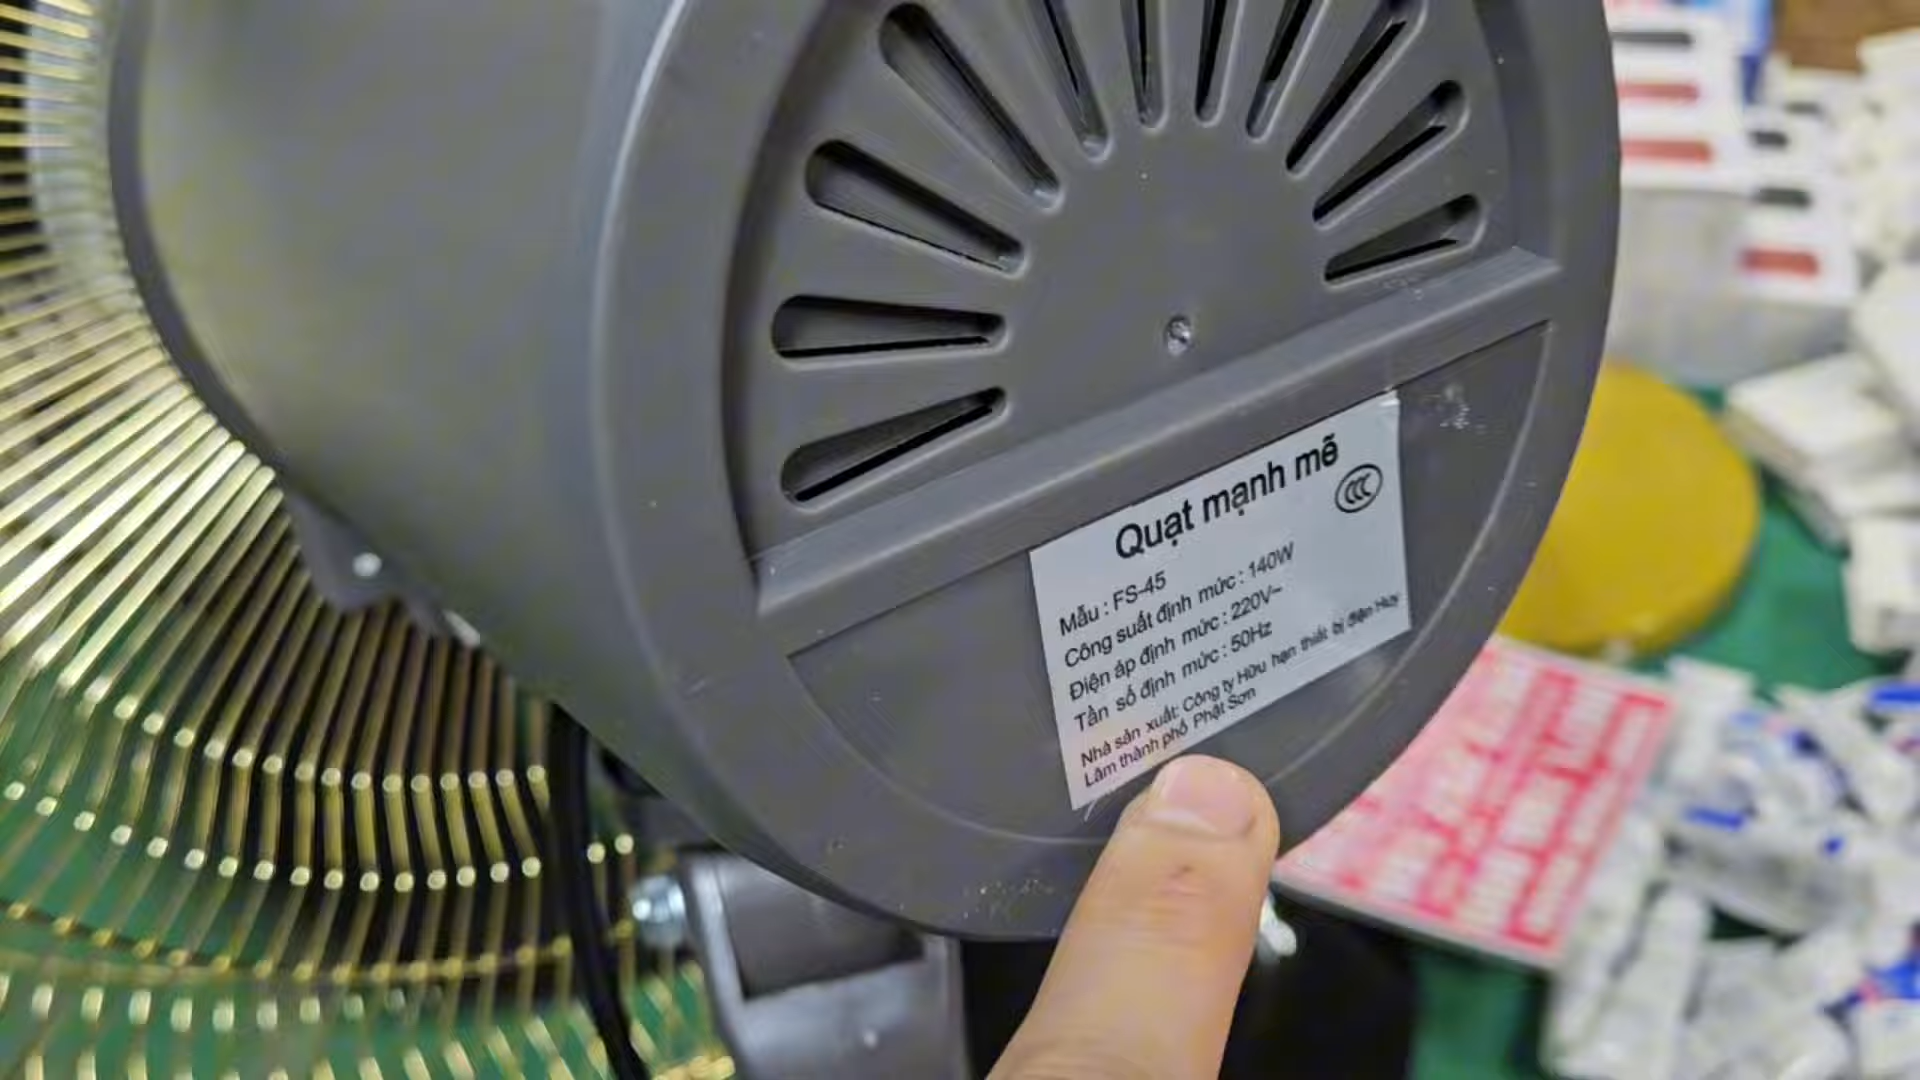 Quạt mạnh mẽ
CCC
Mẫu : FS-45
Công suất định mức : 140W
Điện áp định mức : 220V~
Tần số định mức : 50Hz
Nhà sản xuất: Công ty Hữu hạn thiết bị điện Huy
Lâm thành phố Phật Sơn